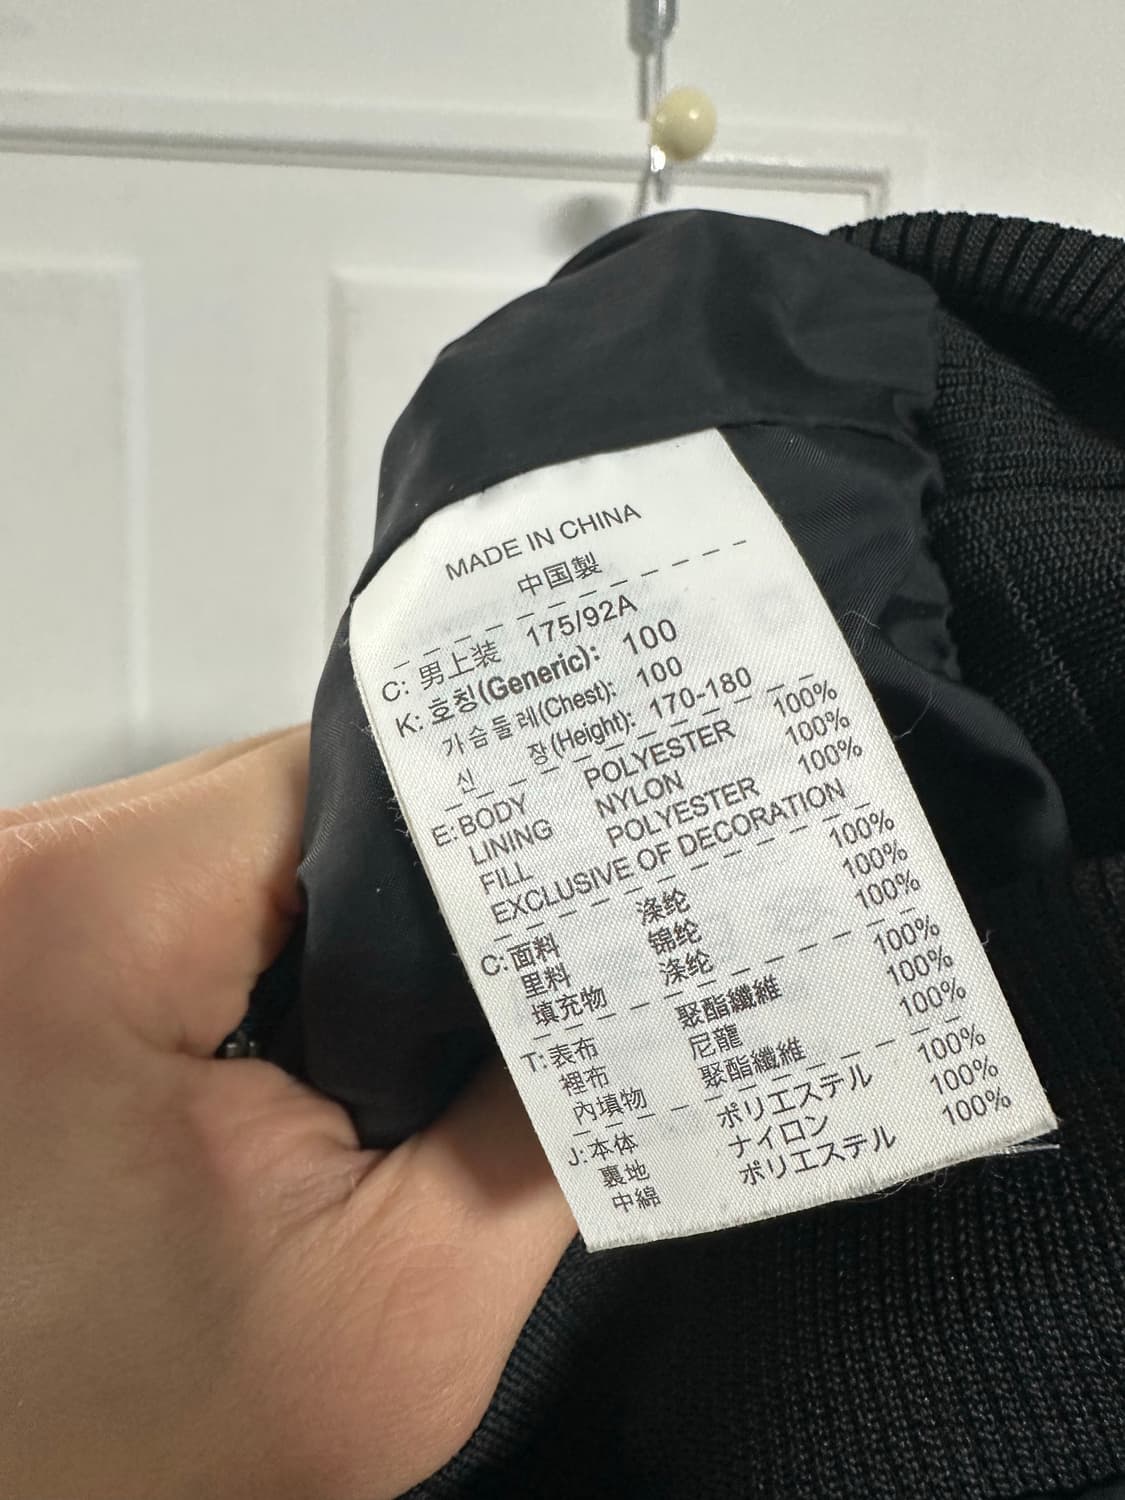 MADE IN CHINA
中国製
C: 男上装 175/92A
K: 호칭(Generic): 100
가슴둘레(Chest): 100
신 장(Height): 170-180
E: BODY POLYESTER 100%
LINING NYLON 100%
FILL POLYESTER 100%
EXCLUSIVE OF DECORATION
C: 面料 涤纶 100%
里料 锦纶 100%
填充物 涤纶 100%
T: 表布 聚酯纖維 100%
裡布 尼龍 100%
內填物 聚酯纖維 100%
J: 本体 ポリエステル 100%
裏地 ナイロン 100%
中綿 ポリエステル 100%